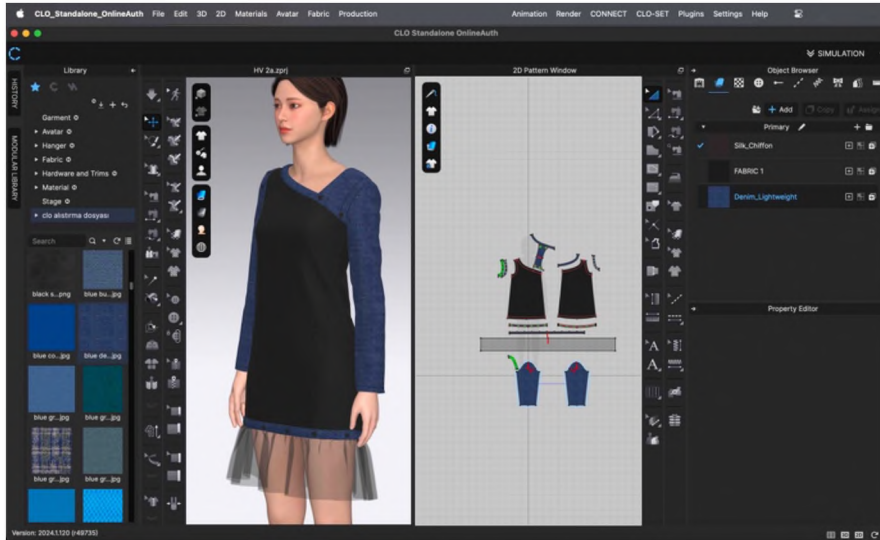 CLO_Standalone_OnlineAuth File Edit 3D 2D Materials Avatar Fabric Production Animation Render CONNECT CLO-SET Plugins Settings Help
CLO Standalone OnlineAuth
SIMULATION
Library HV 2a.zprj 2D Pattern Window Object Browser
HISTORY
MODULAR LIBRARY
Garment
Avatar
Hanger
Fabric
Hardware and Trims
Material
Stage
clo alıstırma dosyası
Search
black s...png blue bu...jpg
blue co...jpg blue de...jpg
blue gr...jpg blue gr...jpg
blue gr...jpg blue gr...jpg
+ Add Copy Assign
Primary
Silk_Chiffon
FABRIC 1
Denim_Lightweight
Property Editor
Version: 2024.1.120 (r49735)